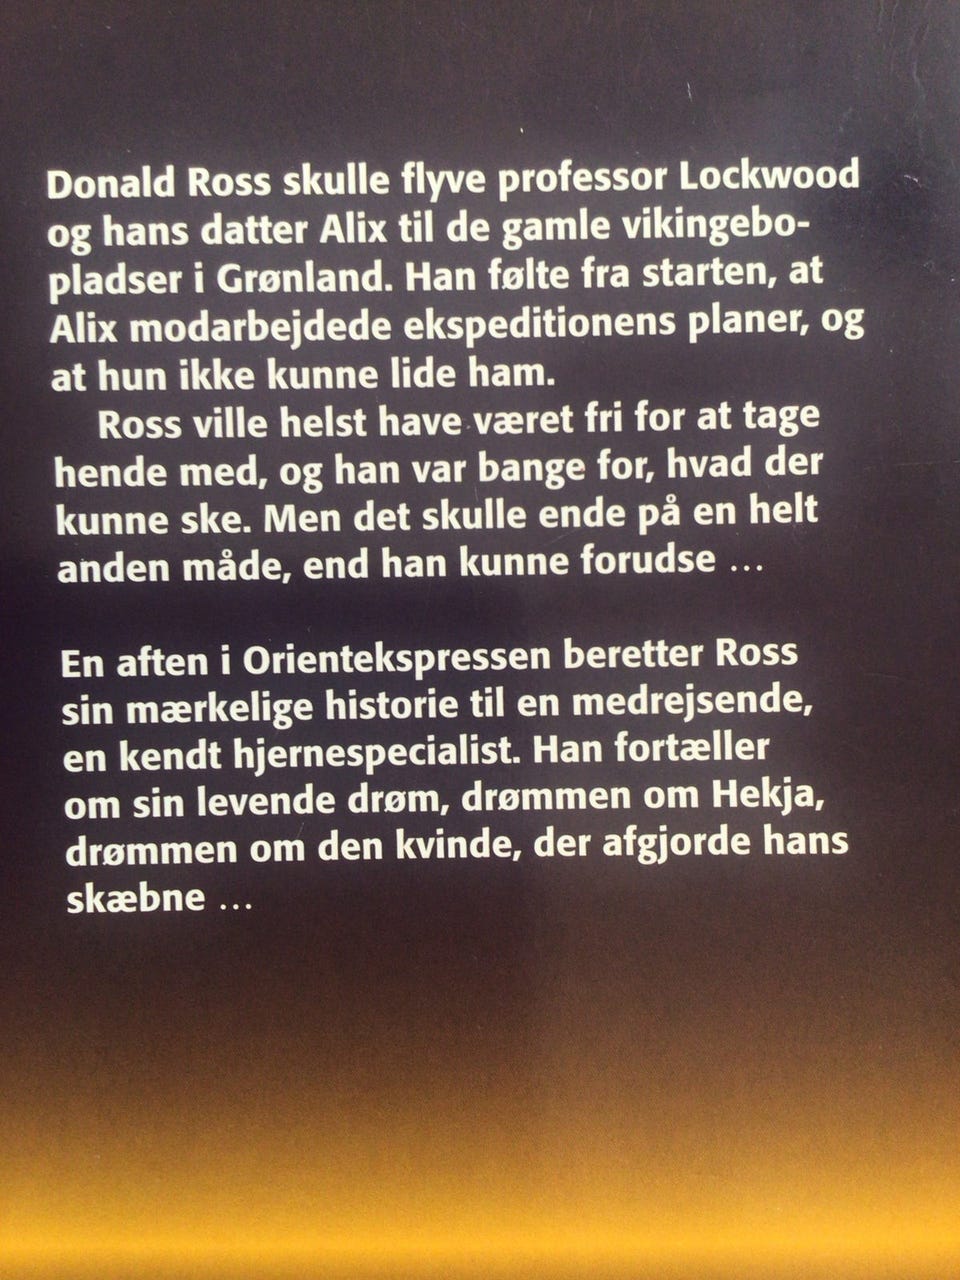 Donald Ross skulle flyve professor Lockwood
og hans datter Alix til de gamle vikingebo-
pladser i Grønland. Han følte fra starten, at
Alix modarbejdede ekspeditionens planer, og
at hun ikke kunne lide ham.
Ross ville helst have været fri for at tage
hende med, og han var bange for, hvad der
kunne ske. Men det skulle ende på en helt
anden måde, end han kunne forudse ...
En aften i Orientekspressen beretter Ross
sin mærkelige historie til en medrejsende,
en kendt hjernespecialist. Han fortæller
om sin levende drøm, drømmen om Hekja,
drømmen om den kvinde, der afgjorde hans
skæbne ...